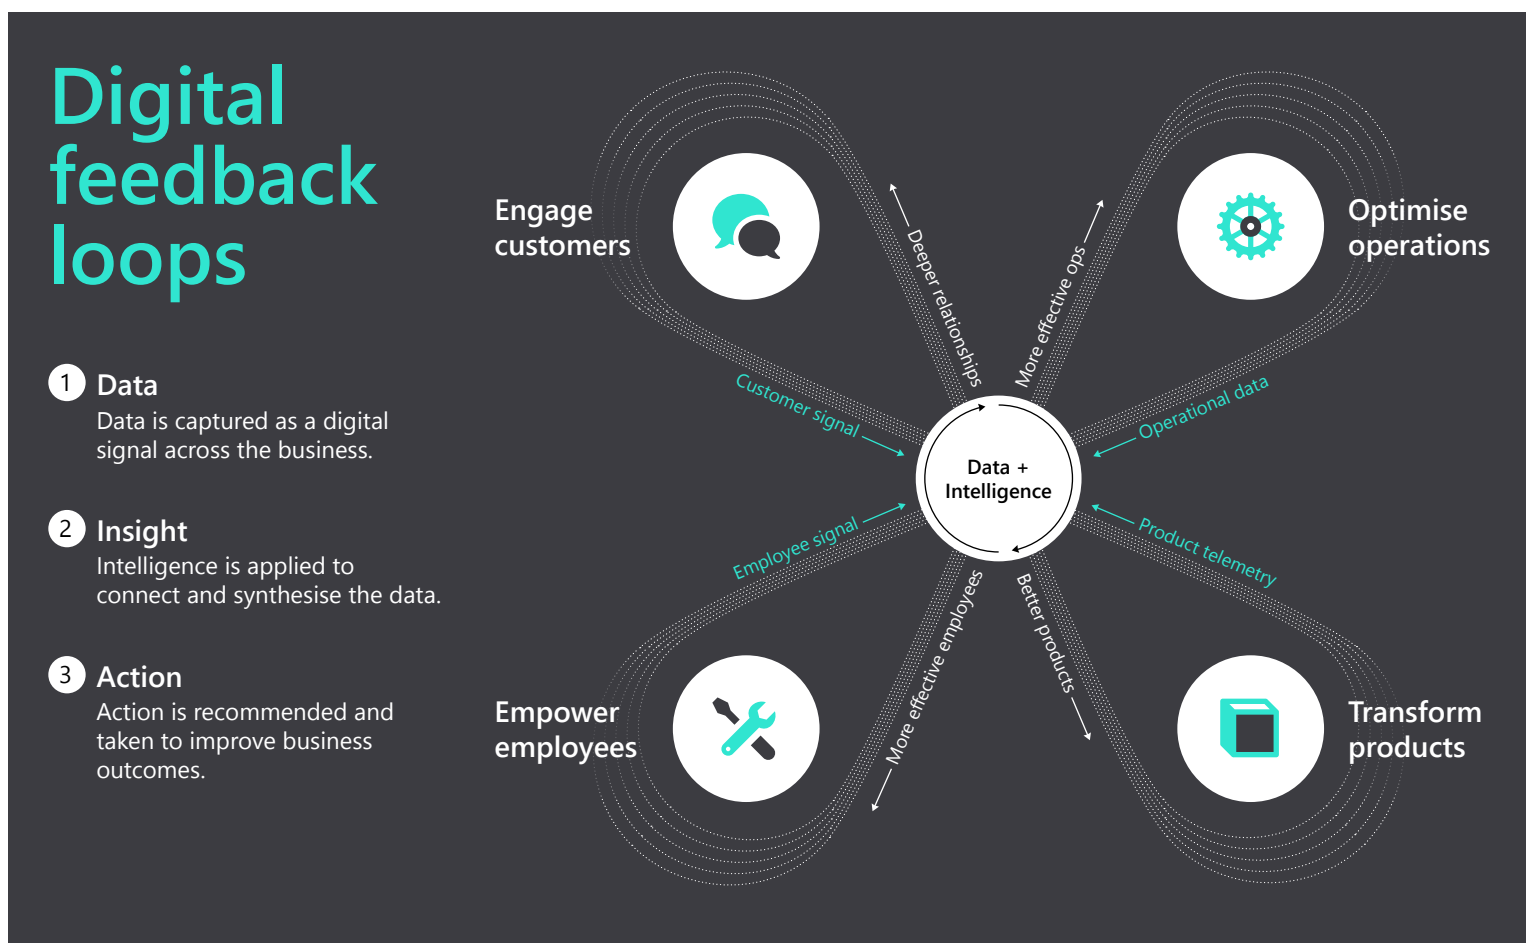 Digital
feedback
loops
1 Data
Data is captured as a digital
signal across the business.
2 Insight
Intelligence is applied to
connect and synthesise the data.
3 Action
Action is recommended and
taken to improve business
outcomes.
Engage
customers
Deeper relationships
Customer signal
More effective ops
Operational data
Optimise
operations
Data +
Intelligence
Employee signal
More effective employees
Empower
employees
Product telemetry
Better products
Transform
products